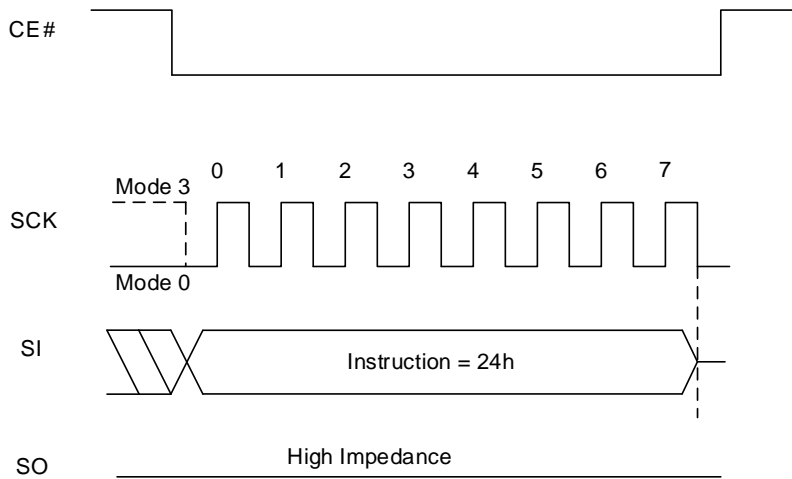 CE#
0 1 2 3 4 5 6 7
Mode 3
SCK
Mode 0
SI
Instruction = 24h
High Impedance
SO